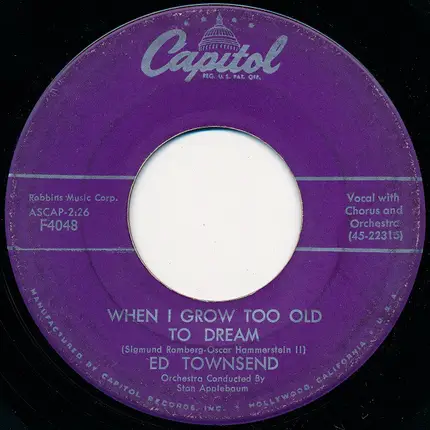 Capitol
REG. U.S. PAT. OFF.
Robbins Music Corp.
ASCAP-2:26
F4048
Vocal with
Chorus and
Orchestra
(45-22315)
WHEN I GROW TOO OLD
TO DREAM
(Sigmund Romberg-Oscar Hammerstein II)
ED TOWNSEND
Orchestra Conducted By
Stan Applebaum
MANUFACTURED BY CAPITOL RECORDS, INC. • HOLLYWOOD, CALIFORNIA • U.S.A.